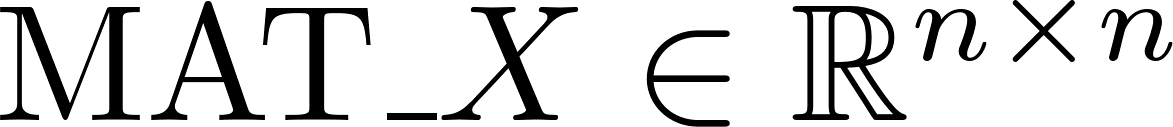 MAT_X ∈ ℝ^{n×n}